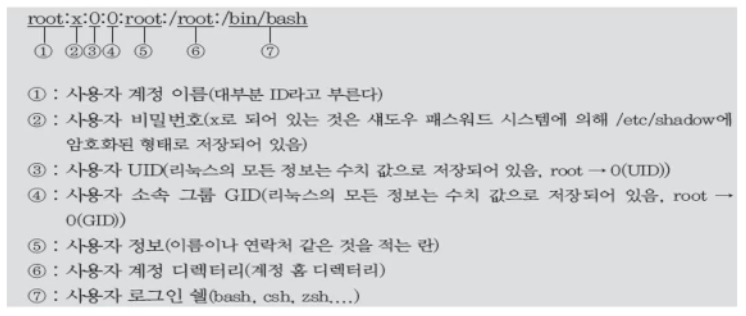 root:x:0:0:root:/root:/bin/bash
① ②③④ ⑤ ⑥ ⑦
① : 사용자 계정 이름(대부분 ID라고 부른다)
② : 사용자 비밀번호(x로 되어 있는 것은 섀도우 패스워드 시스템에 의해 /etc/shadow에
암호화된 형태로 저장되어 있음)
③ : 사용자 UID(리눅스의 모든 정보는 수치 값으로 저장되어 있음, root → 0(UID))
④ : 사용자 소속 그룹 GID(리눅스의 모든 정보는 수치 값으로 저장되어 있음, root →
0(GID))
⑤ : 사용자 정보(이름이나 연락처 같은 것을 적는 란)
⑥ : 사용자 계정 디렉터리(계정 홈 디렉터리)
⑦ : 사용자 로그인 쉘(bash, csh, zsh,...)